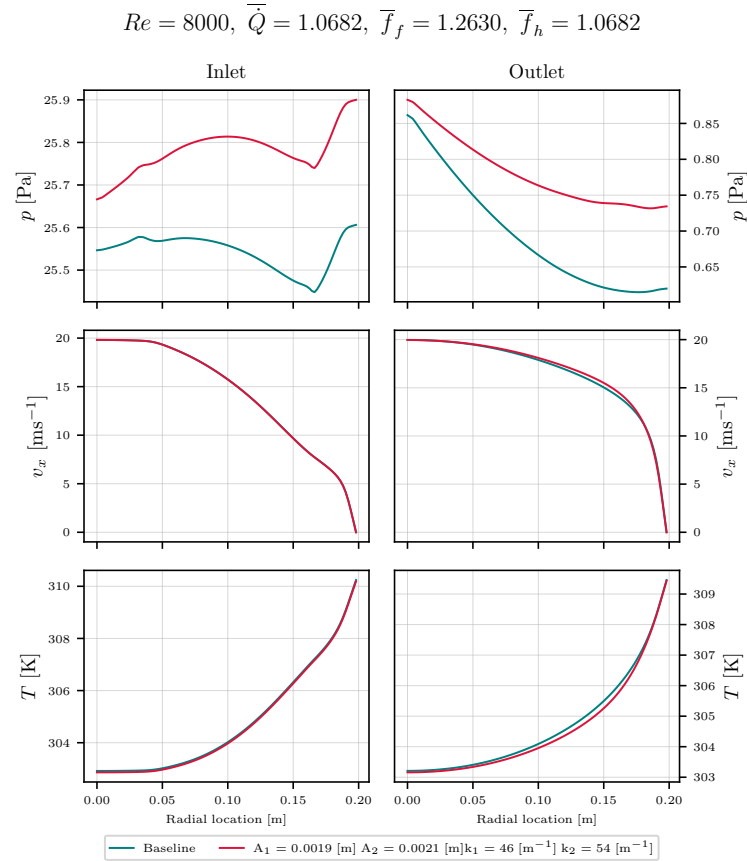 Re = 8000, \overline{\dot{Q}} = 1.0682, \overline{f}_f = 1.2630, \overline{f}_h = 1.0682
Inlet
Outlet
25.9
25.8
25.7
25.6
25.5
p [Pa]
0.85
0.80
0.75
0.70
0.65
p [Pa]
20
15
10
5
0
v_x [ms⁻¹]
20
15
10
5
0
v_x [ms⁻¹]
310
308
306
304
T [K]
309
308
307
306
305
304
303
T [K]
0.00 0.05 0.10 0.15 0.20
Radial location [m]
0.00 0.05 0.10 0.15 0.20
Radial location [m]
Baseline
A₁ = 0.0019 [m] A₂ = 0.0021 [m]k₁ = 46 [m⁻¹] k₂ = 54 [m⁻¹]